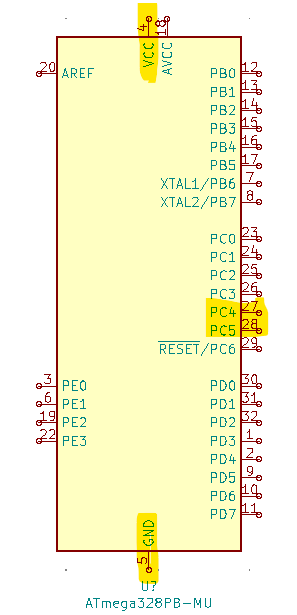 4 18
VCC AVCC
20 AREF PB0 12
PB1 13
PB2 14
PB3 15
PB4 16
PB5 17
XTAL1/PB6 7
XTAL2/PB7 8
PC0 23
PC1 24
PC2 25
PC3 26
PC4 27
PC5 28
RESET/PC6 29
3 PE0 PD0 30
6 PE1 PD1 31
19 PE2 PD2 32
22 PE3 PD3 1
PD4 2
PD5 9
PD6 10
PD7 11
GND
5
U?
ATmega328PB-MU